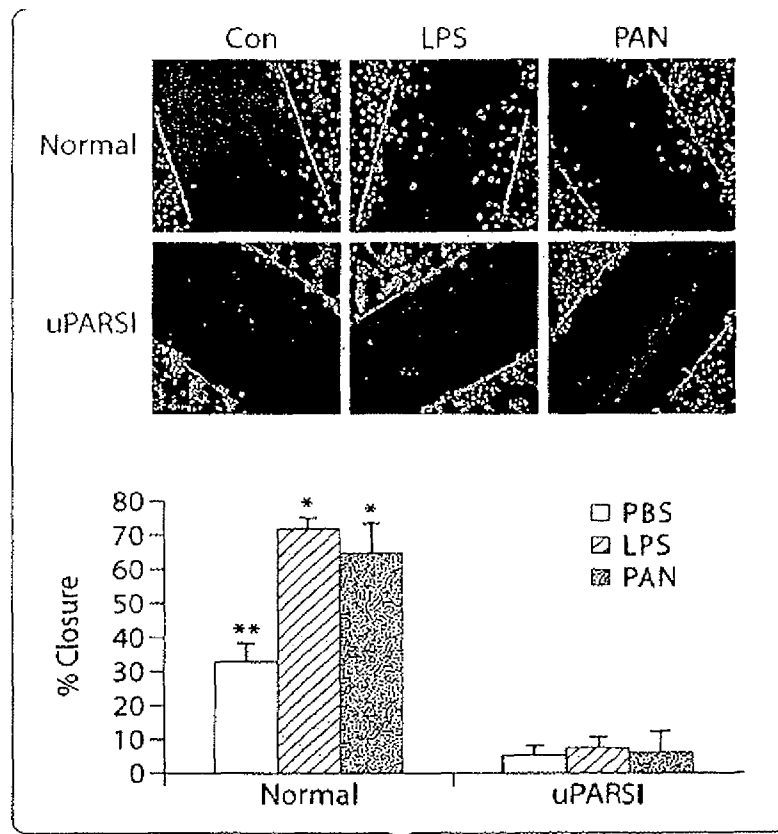 Con LPS PAN
Normal
uPARSI
80
70
60
50
40
30
20
10
0
% Closure
**
*
*
PBS
LPS
PAN
Normal uPARSI